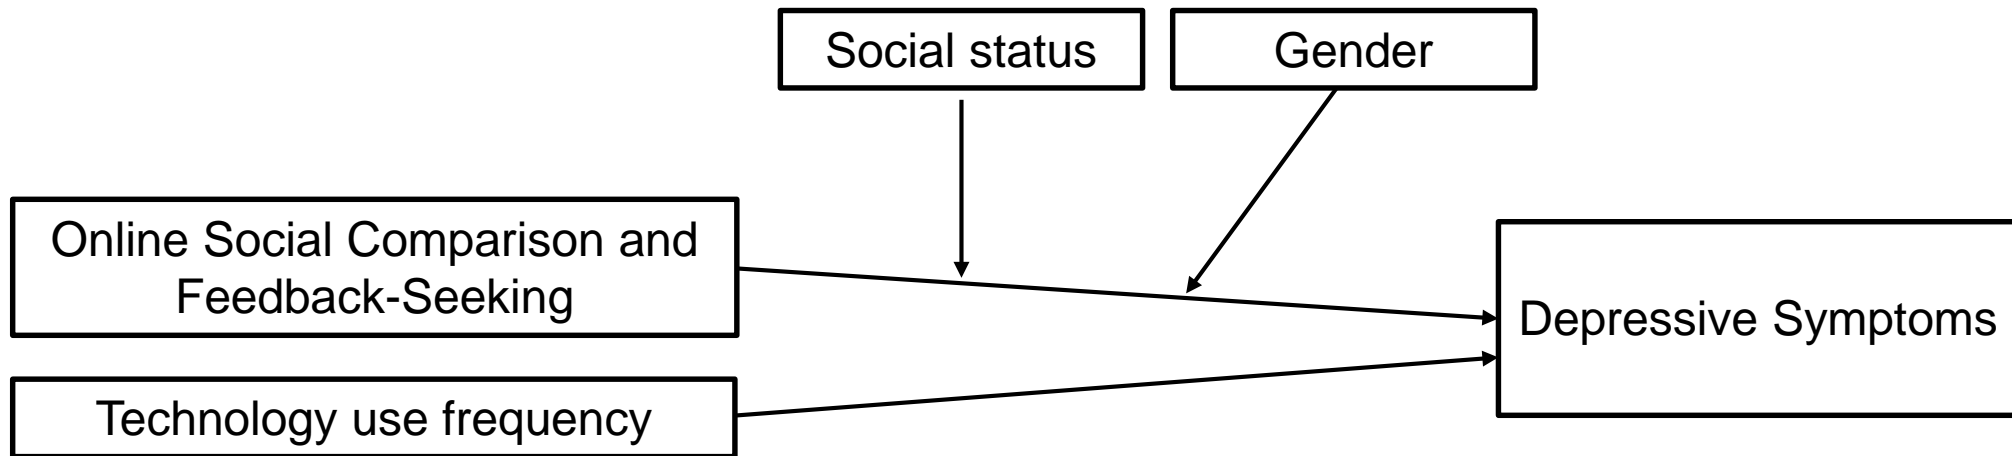 Social status
Gender
Online Social Comparison and
Feedback-Seeking
Depressive Symptoms
Technology use frequency